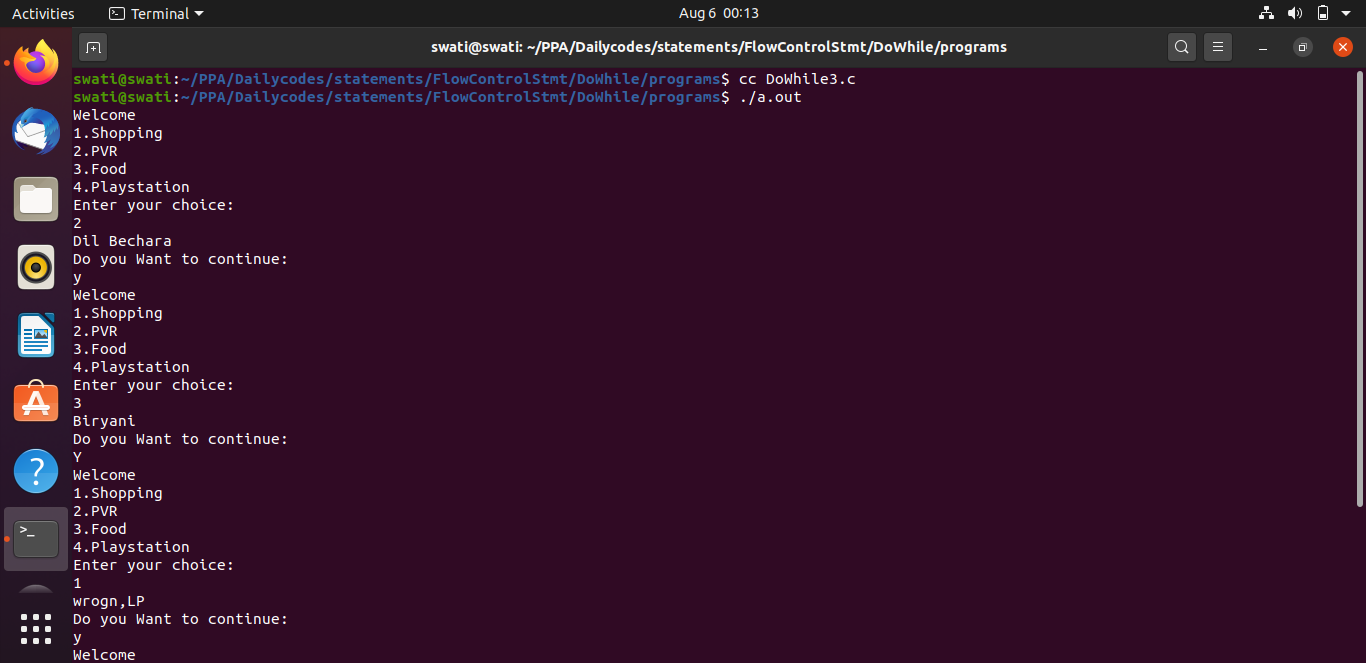 Activities
Terminal
Aug 6 00:13
swati@swati: ~/PPA/Dailycodes/statements/FlowControlStmt/DoWhile/programs
swati@swati:~/PPA/Dailycodes/statements/FlowControlStmt/DoWhile/programs$ cc DoWhile3.c
swati@swati:~/PPA/Dailycodes/statements/FlowControlStmt/DoWhile/programs$ ./a.out
Welcome
1.Shopping
2.PVR
3.Food
4.Playstation
Enter your choice:
2
Dil Bechara
Do you Want to continue:
y
Welcome
1.Shopping
2.PVR
3.Food
4.Playstation
Enter your choice:
3
Biryani
Do you Want to continue:
Y
Welcome
1.Shopping
2.PVR
3.Food
4.Playstation
Enter your choice:
1
wrogn,LP
Do you Want to continue:
y
Welcome